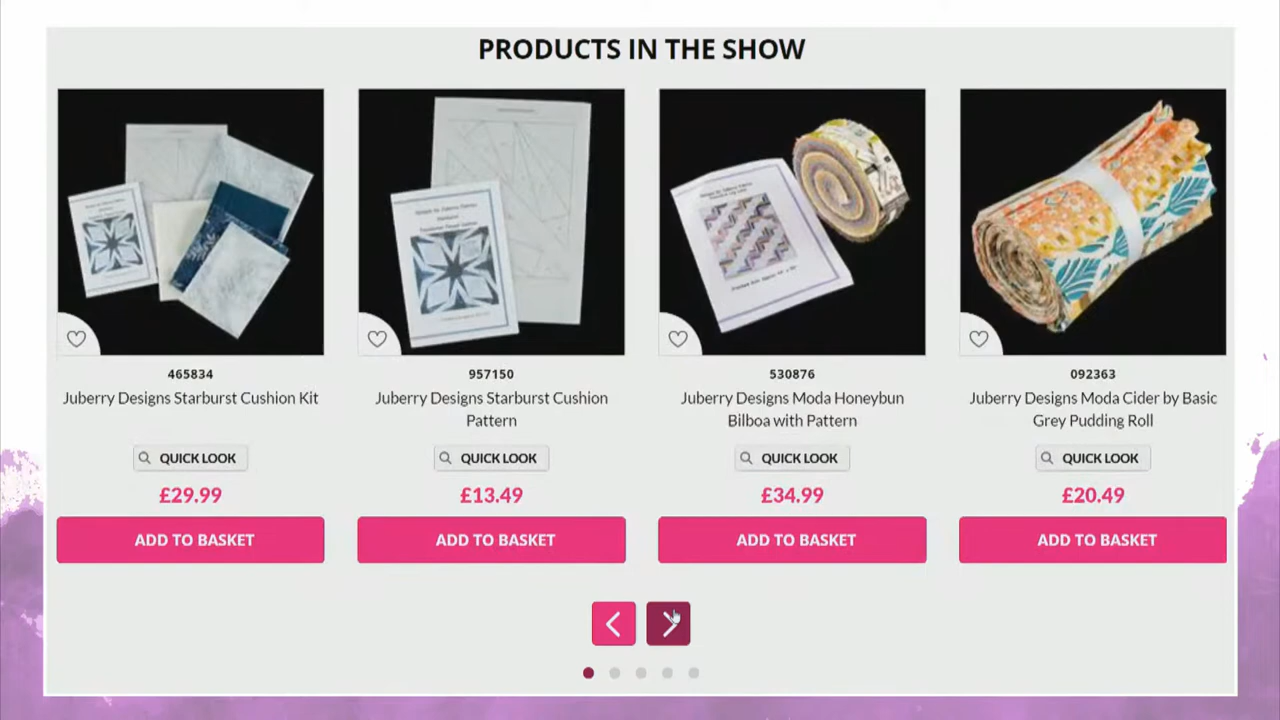 PRODUCTS IN THE SHOW
465834
Juberry Designs Starburst Cushion Kit
QUICK LOOK
£29.99
ADD TO BASKET
957150
Juberry Designs Starburst Cushion
Pattern
QUICK LOOK
£13.49
ADD TO BASKET
530876
Juberry Designs Moda Honeybun
Bilboa with Pattern
QUICK LOOK
£34.99
ADD TO BASKET
092363
Juberry Designs Moda Cider by Basic
Grey Pudding Roll
QUICK LOOK
£20.49
ADD TO BASKET